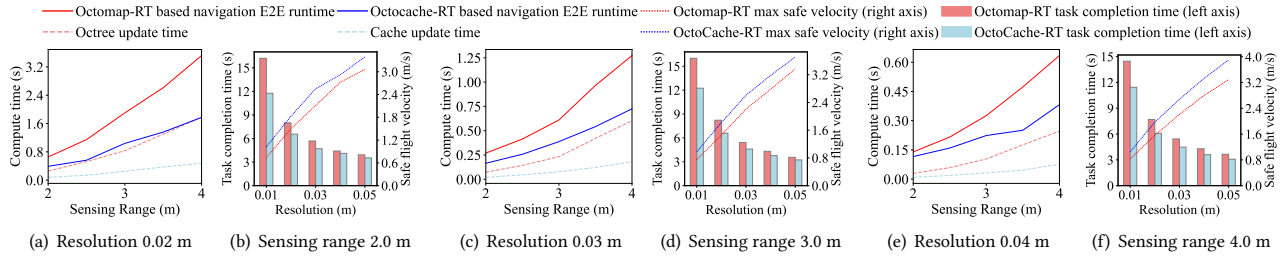 Octomap-RT based navigation E2E runtime Octocache-RT based navigation E2E runtime Octomap-RT max safe velocity (right axis) Octomap-RT task completion time (left axis)
Octree update time Cache update time OctoCache-RT max safe velocity (right axis) OctoCache-RT task completion time (left axis)
Compute time (s)
3.2
2.4
1.6
0.8
0.0
2 3 4
Sensing Range (m)
(a) Resolution 0.02 m
Task completion time (s)
15
12
9
6
3
0
0.01 0.03 0.05
Resolution (m)
3.0
2.4
1.8
1.2
0.6
0.0
Safe flight velocity (m/s)
(b) Sensing range 2.0 m
Compute time (s)
1.25
1.00
0.75
0.50
0.25
0.00
2 3 4
Sensing Range (m)
(c) Resolution 0.03 m
Task completion time (s)
15
12
9
6
3
0
0.01 0.03 0.05
Resolution (m)
3.2
2.4
1.6
0.8
0.0
Safe flight velocity (m/s)
(d) Sensing range 3.0 m
Compute time (s)
0.60
0.45
0.30
0.15
0.00
2 3 4
Sensing Range (m)
(e) Resolution 0.04 m
Task completion time (s)
15
12
9
6
3
0
0.01 0.03 0.05
Resolution (m)
4.0
3.2
2.4
1.6
0.8
0.0
Safe flight velocity (m/s)
(f) Sensing range 4.0 m